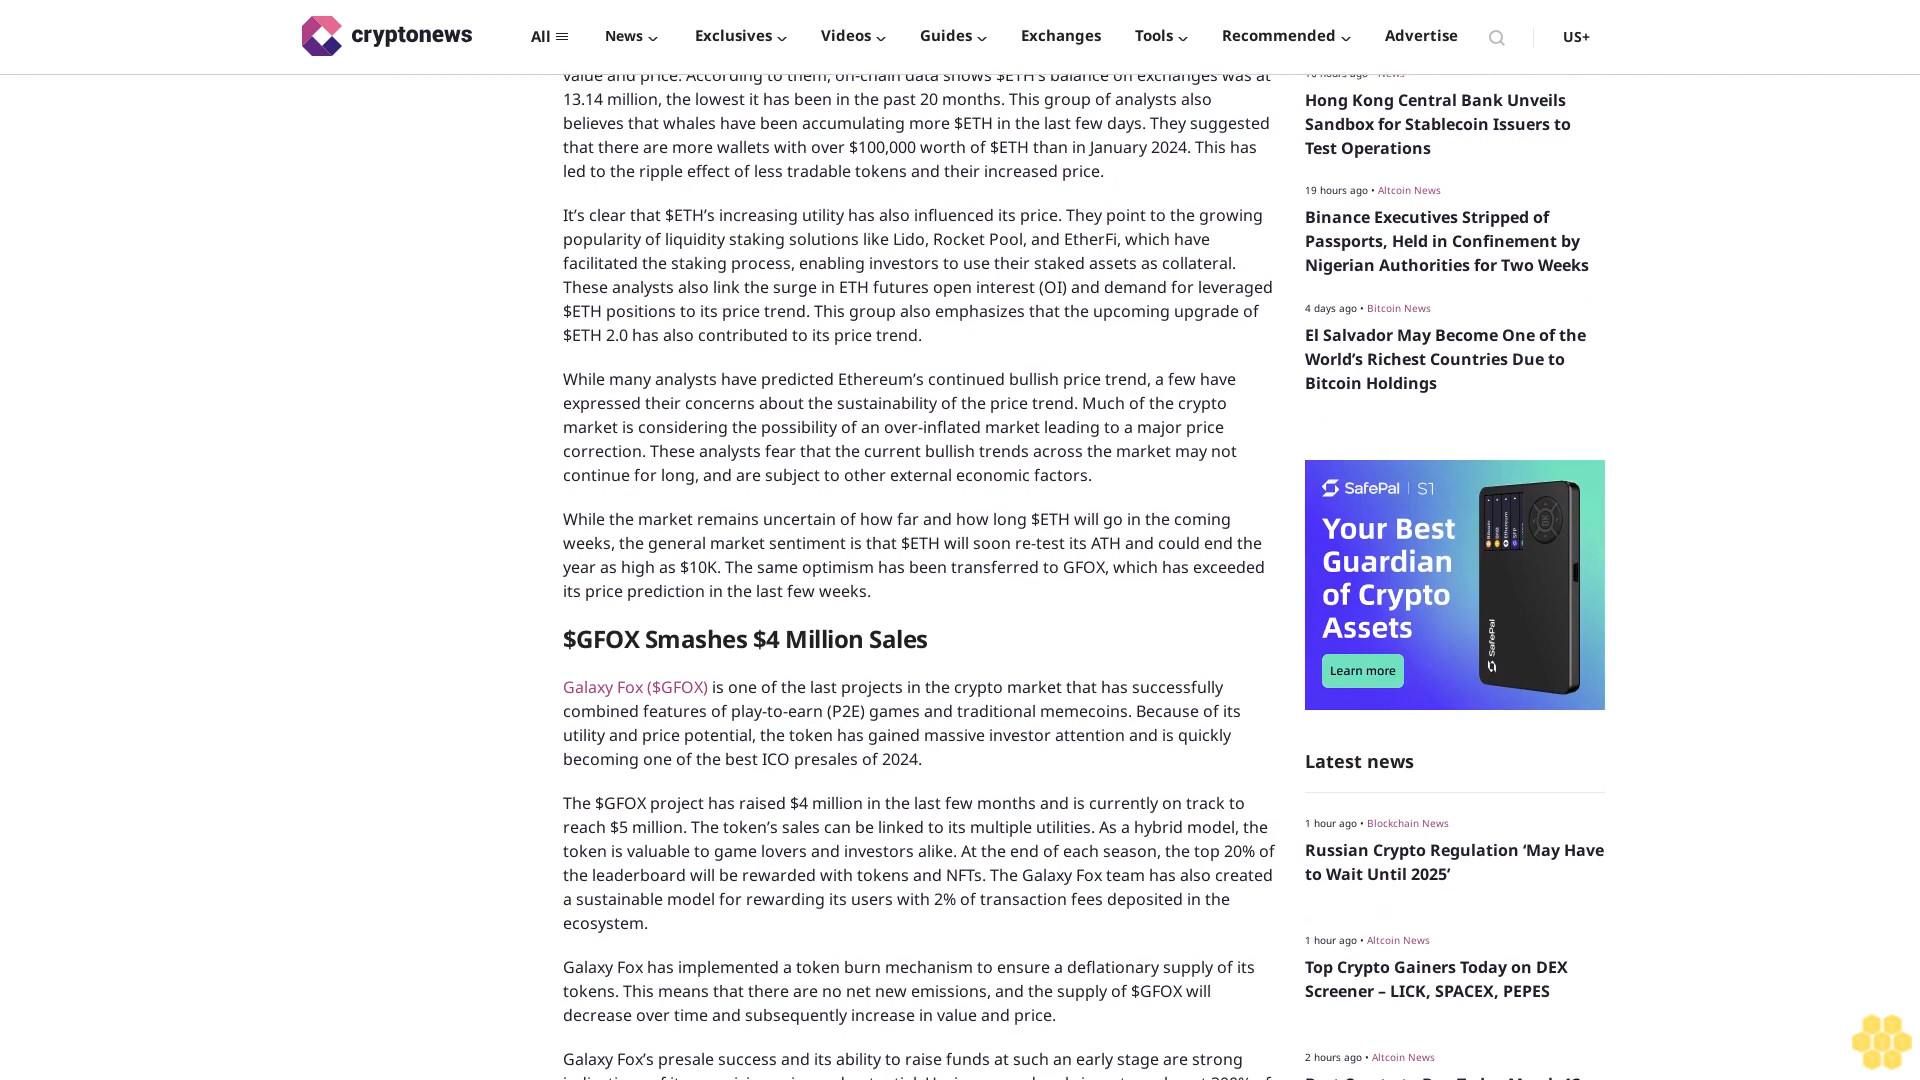 cryptonews
All
News
Exclusives
Videos
Guides
Exchanges
Tools
Recommended
Advertise
US+
value and price. According to them, on-chain data shows $ETH’s balance on exchanges was at
13.14 million, the lowest it has been in the past 20 months. This group of analysts also
believes that whales have been accumulating more $ETH in the last few days. They suggested
that there are more wallets with over $100,000 worth of $ETH than in January 2024. This has
led to the ripple effect of less tradable tokens and their increased price.
It’s clear that $ETH’s increasing utility has also influenced its price. They point to the growing
popularity of liquidity staking solutions like Lido, Rocket Pool, and EtherFi, which have
facilitated the staking process, enabling investors to use their staked assets as collateral.
These analysts also link the surge in ETH futures open interest (OI) and demand for leveraged
$ETH positions to its price trend. This group also emphasizes that the upcoming upgrade of
$ETH 2.0 has also contributed to its price trend.
While many analysts have predicted Ethereum’s continued bullish price trend, a few have
expressed their concerns about the sustainability of the price trend. Much of the crypto
market is considering the possibility of an over-inflated market leading to a major price
correction. These analysts fear that the current bullish trends across the market may not
continue for long, and are subject to other external economic factors.
While the market remains uncertain of how far and how long $ETH will go in the coming
weeks, the general market sentiment is that $ETH will soon re-test its ATH and could end the
year as high as $10K. The same optimism has been transferred to GFOX, which has exceeded
its price prediction in the last few weeks.
$GFOX Smashes $4 Million Sales
Galaxy Fox ($GFOX) is one of the last projects in the crypto market that has successfully
combined features of play-to-earn (P2E) games and traditional memecoins. Because of its
utility and price potential, the token has gained massive investor attention and is quickly
becoming one of the best ICO presales of 2024.
The $GFOX project has raised $4 million in the last few months and is currently on track to
reach $5 million. The token’s sales can be linked to its multiple utilities. As a hybrid model, the
token is valuable to game lovers and investors alike. At the end of each season, the top 20% of
the leaderboard will be rewarded with tokens and NFTs. The Galaxy Fox team has also created
a sustainable model for rewarding its users with 2% of transaction fees deposited in the
ecosystem.
Galaxy Fox has implemented a token burn mechanism to ensure a deflationary supply of its
tokens. This means that there are no net new emissions, and the supply of $GFOX will
decrease over time and subsequently increase in value and price.
Galaxy Fox’s presale success and its ability to raise funds at such an early stage are strong
Hong Kong Central Bank Unveils
Sandbox for Stablecoin Issuers to
Test Operations
19 hours ago • Altcoin News
Binance Executives Stripped of
Passports, Held in Confinement by
Nigerian Authorities for Two Weeks
4 days ago • Bitcoin News
El Salvador May Become One of the
World’s Richest Countries Due to
Bitcoin Holdings
SafePal | S1
Your Best
Guardian
of Crypto
Assets
Learn more
SafePal
Latest news
1 hour ago • Blockchain News
Russian Crypto Regulation ‘May Have
to Wait Until 2025’
1 hour ago • Altcoin News
Top Crypto Gainers Today on DEX
Screener – LICK, SPACEX, PEPES
2 hours ago • Altcoin News